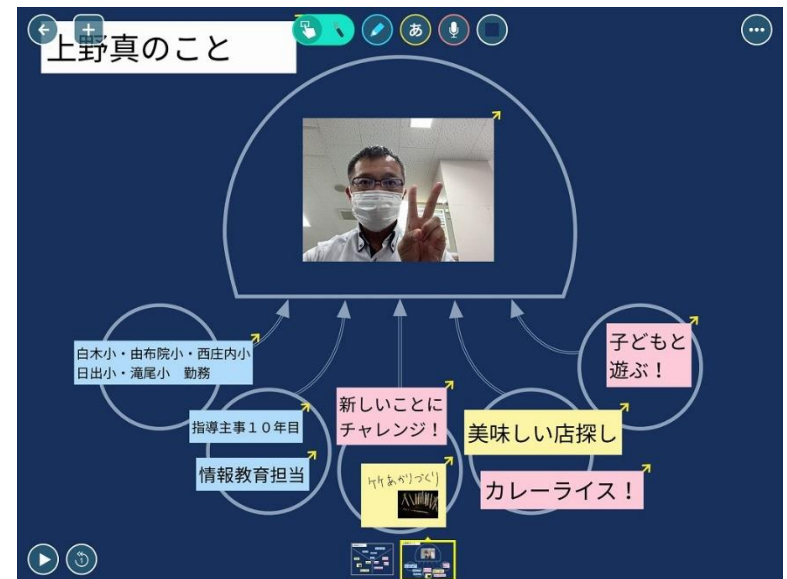 上野真のこと
あ
白木小・由布院小・西庄内小
日出小・滝尾小　勤務
指導主事１０年目
情報教育担当
新しいことに
チャレンジ！
竹あかりづくり
美味しい店探し
カレーライス！
子どもと
遊ぶ！
1